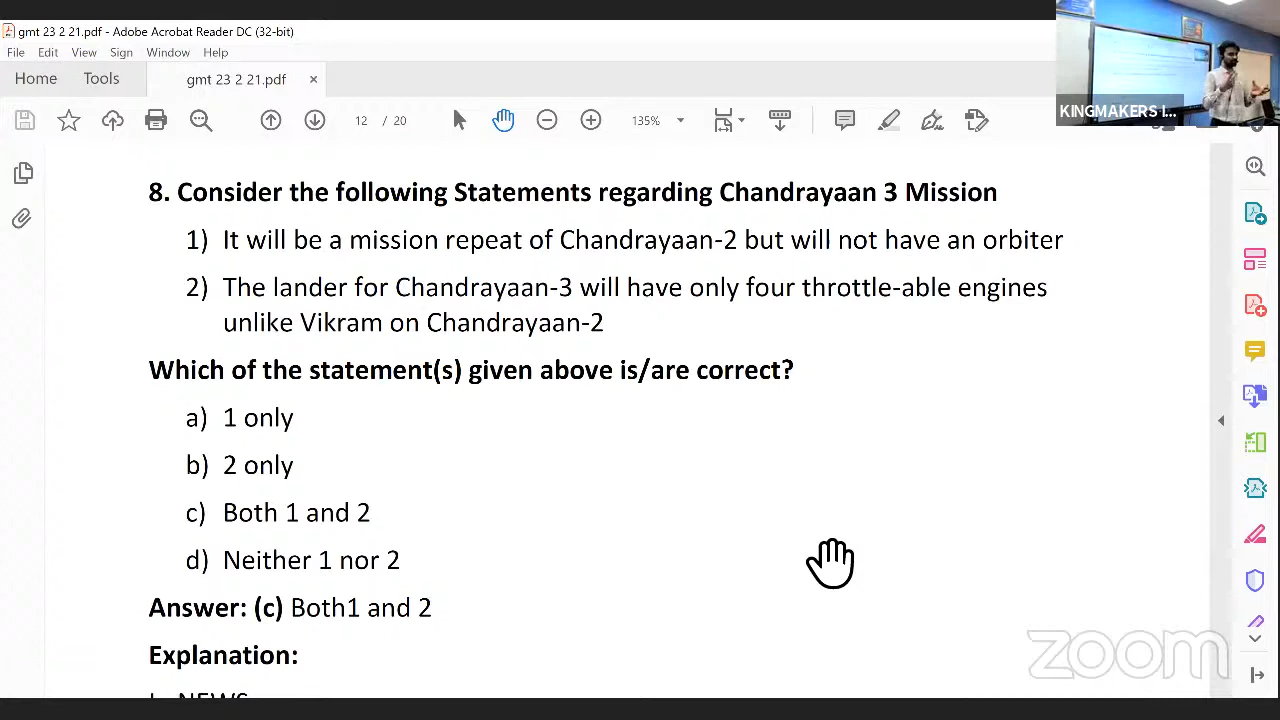 gmt 23 2 21.pdf - Adobe Acrobat Reader DC (32-bit)
File Edit View Sign Window Help
Home Tools gmt 23 2 21.pdf ×
12 / 20 135%
KINGMAKERS I...
8. Consider the following Statements regarding Chandrayaan 3 Mission
1) It will be a mission repeat of Chandrayaan-2 but will not have an orbiter
2) The lander for Chandrayaan-3 will have only four throttle-able engines
unlike Vikram on Chandrayaan-2
Which of the statement(s) given above is/are correct?
a) 1 only
b) 2 only
c) Both 1 and 2
d) Neither 1 nor 2
Answer: (c) Both1 and 2
Explanation:
zoom